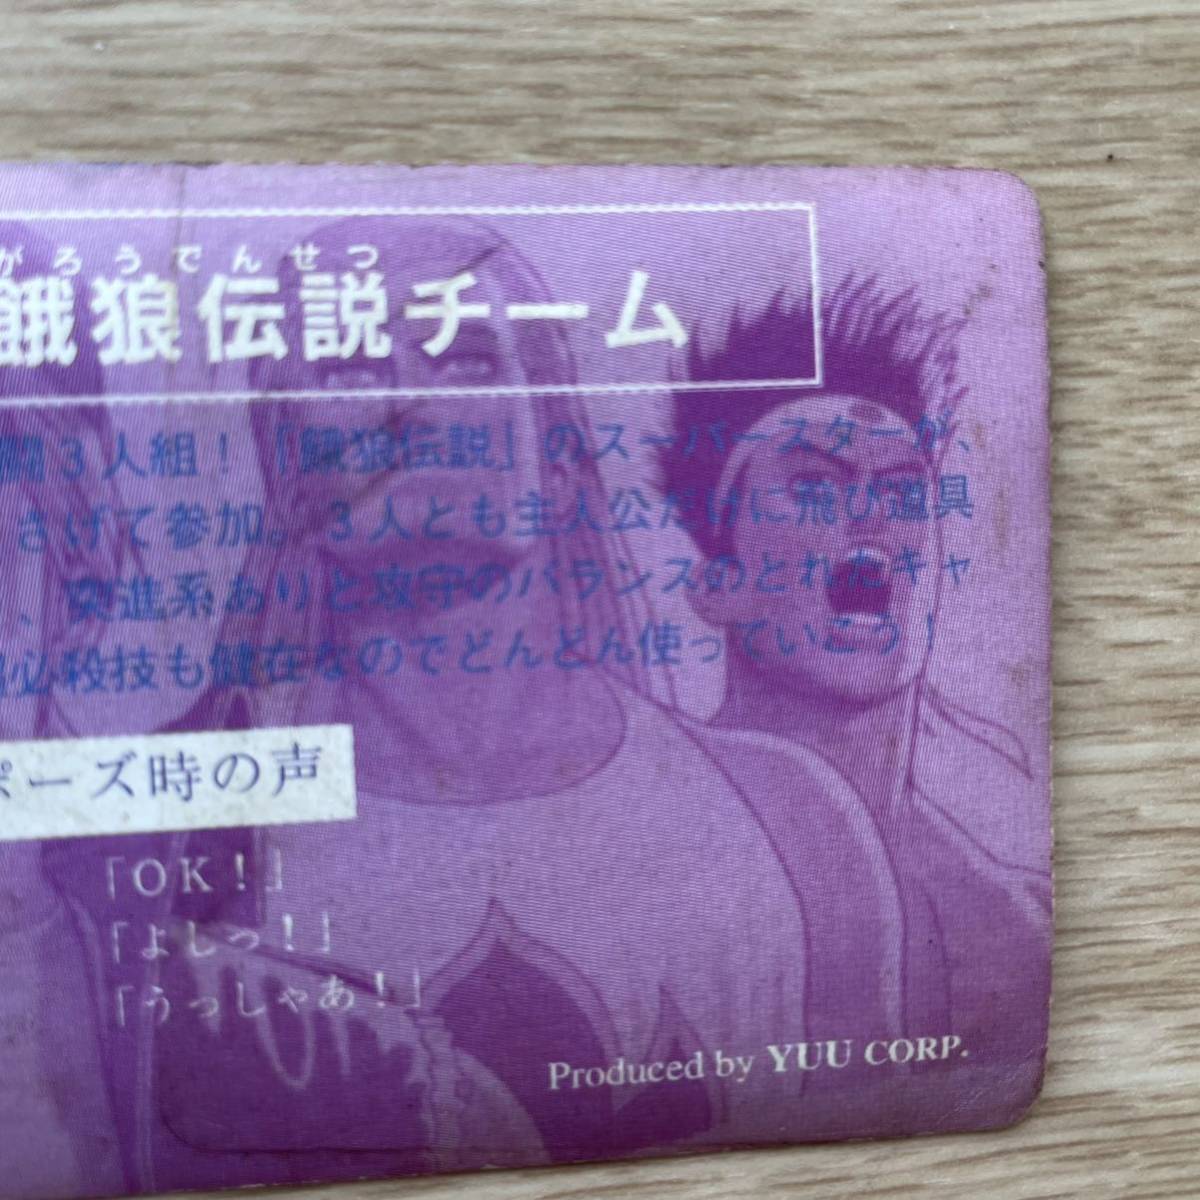 がろうでんせつ
餓狼伝説チーム
闘3人組！「餓狼伝説」のスーパースターが、
さげて参加。3人とも主人公だけに飛び道具
、突進系ありと攻守のバランスのとれたキャ
必殺技も健在なのでどんどん使っていこう！
ポーズ時の声
「OK！」
「よしっ！」
「うっしゃあ！」
Produced by YUU CORP.